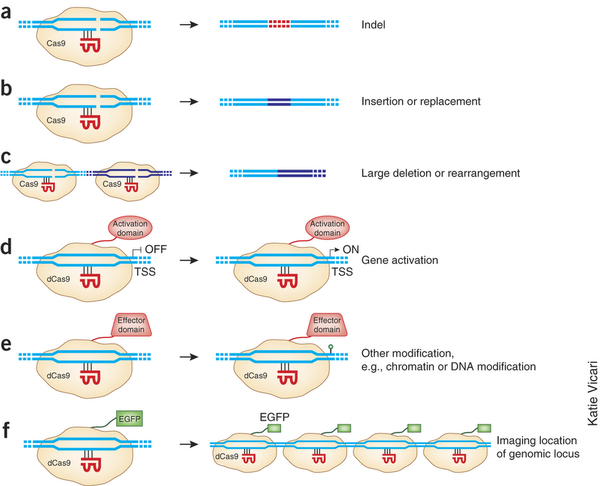 a
Cas9
Indel
b
Cas9
Insertion or replacement
c
Cas9
Cas9
Large deletion or rearrangement
d
Activation
domain
OFF
TSS
dCas9
Activation
domain
ON
TSS
dCas9
Gene activation
e
Effector
domain
dCas9
Effector
domain
dCas9
Other modification,
e.g., chromatin or DNA modification
f
EGFP
dCas9
EGFP
dCas9
Imaging location
of genomic locus
Katie Vicari